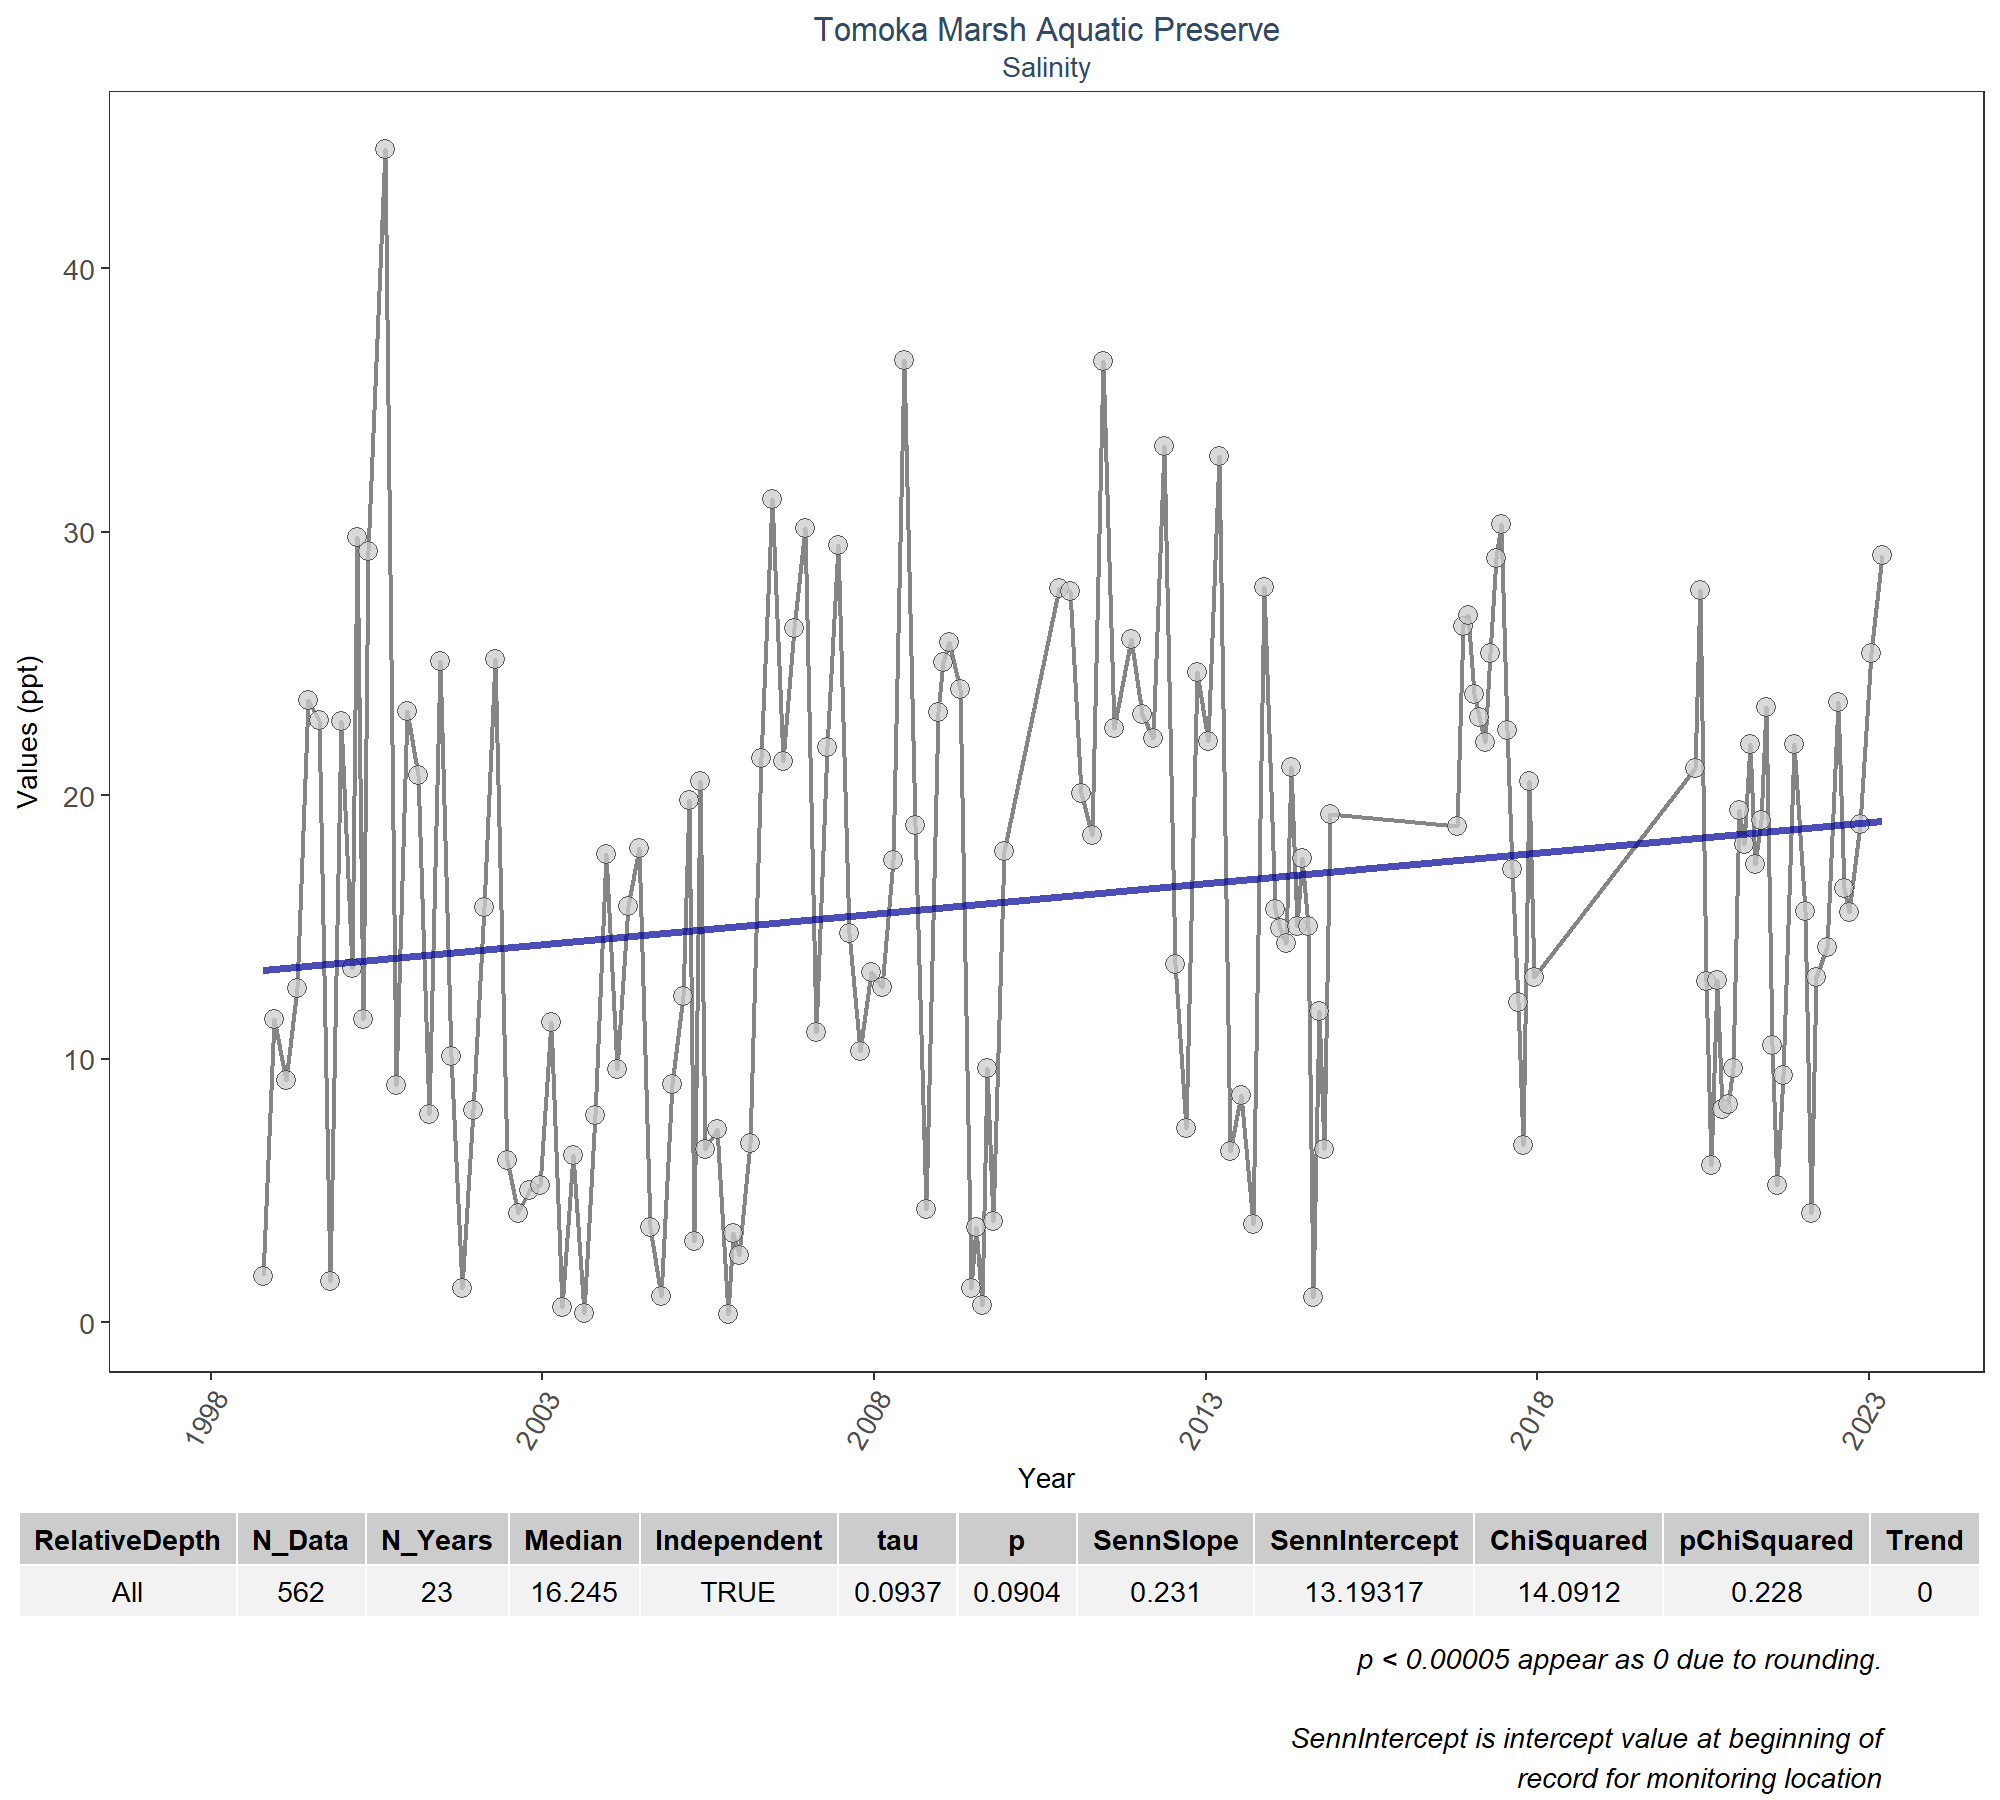 Tomoka Marsh Aquatic Preserve
Salinity
Values (ppt)
40
30
20
10
0
1998 2003 2008 2013 2018 2023
Year
RelativeDepth N_Data N_Years Median Independent tau p SennSlope SennIntercept ChiSquared pChiSquared Trend
All 562 23 16.245 TRUE 0.0937 0.0904 0.231 13.19317 14.0912 0.228 0
p < 0.00005 appear as 0 due to rounding.
SennIntercept is intercept value at beginning of
record for monitoring location